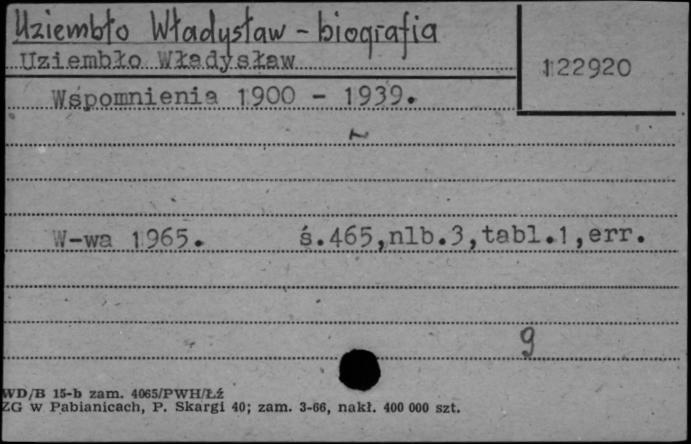 Uziembło Władysław - biografia
Uziembło Władysław
122920
Wspomnienia 1900 - 1939.
W-wa 1965. ś.465,nlb.3,tabl.1,err.
9
WD/B 15-b zam. 4065/PWH/Łź
ZG w Pabianicach, P. Skargi 40; zam. 3-66, nakł. 400 000 szt.